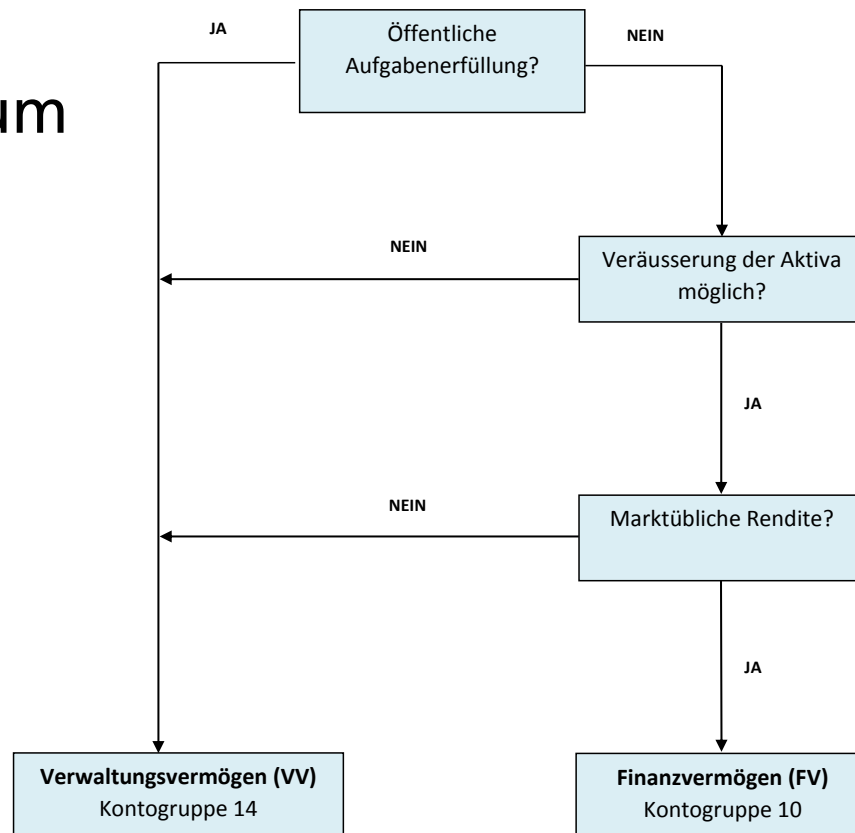 JA
Öffentliche
Aufgabenerfüllung?
NEIN
um
NEIN
Veräusserung der Aktiva
möglich?
JA
NEIN
Marktübliche Rendite?
JA
Verwaltungsvermögen (VV)
Kontogruppe 14
Finanzvermögen (FV)
Kontogruppe 10